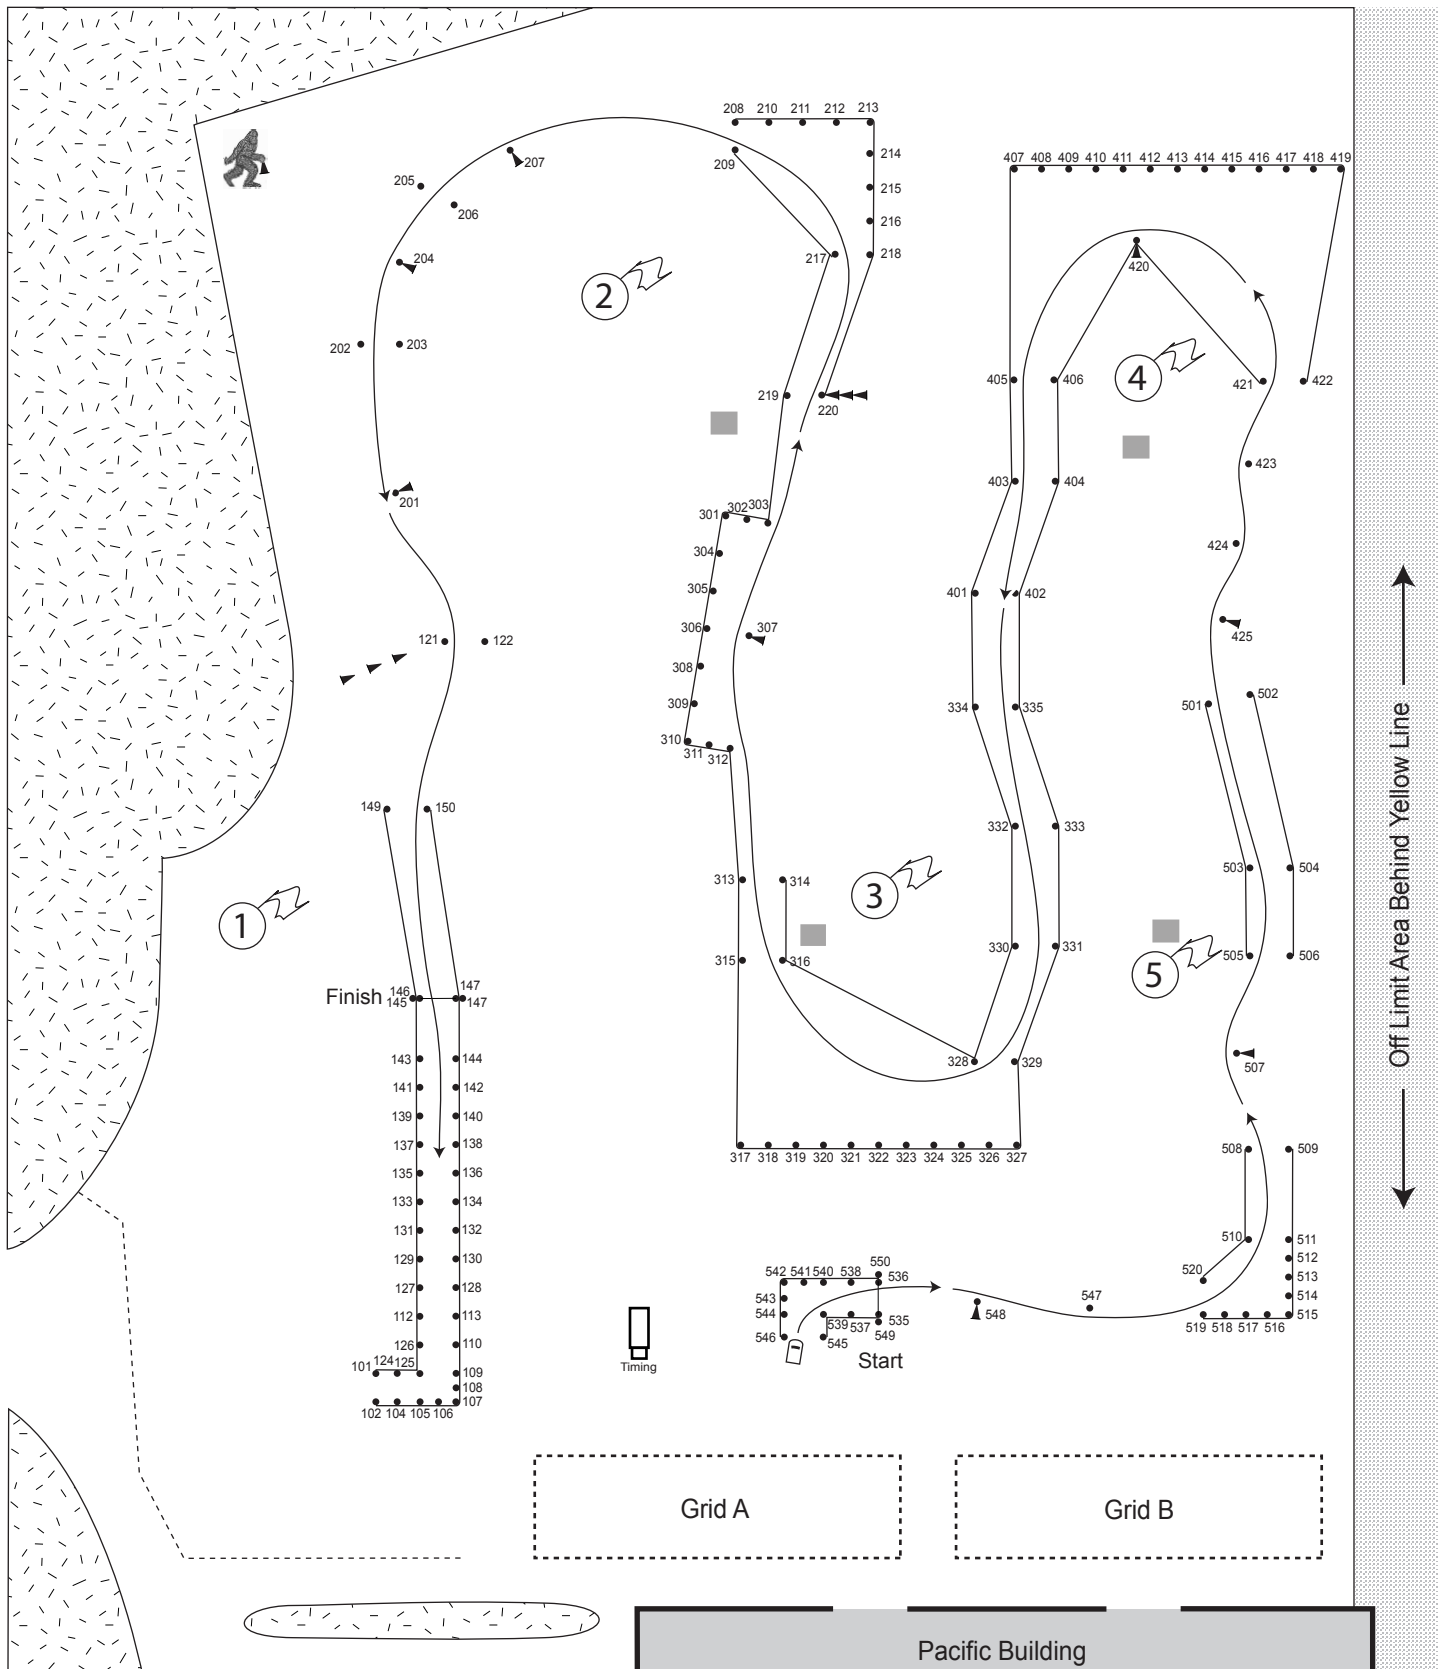 208 210 211 212 213
207 209 214
407 408 409 410 411 412 413 414 415 416 417 418 419
205 215
206 216
204 217 218
420
2
202 203
4
405 406 421 422
219 220
423
403 404
201
301 302 303
304 424
305 401 402
306 307 425
121 122
308
309 334 335 501 502
310 311 312
149 150 332 333
313 314 3 503 504
1
330 331 505 506
315 316 5
Finish 146 147
145 147
143 144 328 329 507
141 142
139 140
137 138 508 509
317 318 319 320 321 322 323 324 325 326 327
135 136
133 134
131 132 510 511
129 130 550 512
542 541 540 538 536 520 513
127 128 543 514
112 113 544 539 537 535 548 547 519 518 517 516 515
549
126 110 546 545
Start
Timing
101 124 125 109
108
102 104 105 106 107
Grid A Grid B
Pacific Building
Off Limit Area Behind Yellow Line